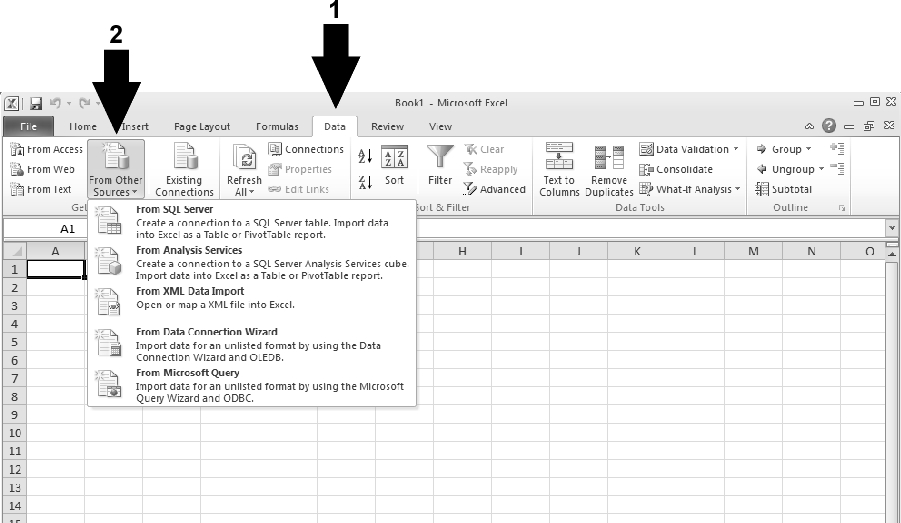 1
2
Book1 - Microsoft Excel
File Home Insert Page Layout Formulas Data Review View
From Access
From Web
From Text
From Other Sources
Existing Connections
Refresh All
Connections
Properties
Edit Links
Sort
Filter
Clear
Reapply
Advanced
Text to Columns
Remove Duplicates
Data Validation
Consolidate
What-If Analysis
Group
Ungroup
Subtotal
Get
ort & Filter
Data Tools
Outline
From SQL Server
Create a connection to a SQL Server table. Import data
into Excel as a Table or PivotTable report.
From Analysis Services
Create a connection to a SQL Server Analysis Services cube.
Import data into Excel as a Table or PivotTable report.
From XML Data Import
Open or map a XML file into Excel.
From Data Connection Wizard
Import data for an unlisted format by using the Data
Connection Wizard and OLEDB.
From Microsoft Query
Import data for an unlisted format by using the Microsoft
Query Wizard and ODBC.
A1
A H I J K L M N O
1
2
3
4
5
6
7
8
9
10
11
12
13
14